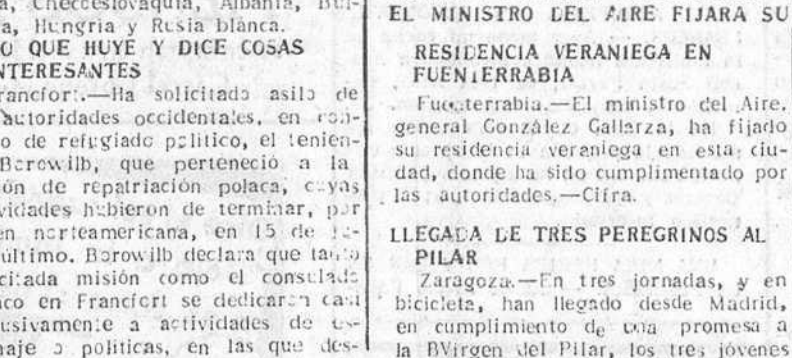 a, Checceslovaquia, Albania, Bul-
a, Hungria y Rusia blanca.
O QUE HUYE Y DICE COSAS
NTERESANTES
rancfort.—Ha solicitado asilo de
autoridades occidentales, en con-
o de refugiado politico, el tenien-
Borowilb, que perteneció a la
ón de repatriación polaca, cuyas
vidades hubieron de terminar, por
en norteamericana, en 15 de fe-
último. Borowilb declara que tanto
citada misión como el consulado
aco en Francfort se dedicaron casi
usivamente a actividades de es-
naje o politicas, en las que des-
EL MINISTRO DEL AIRE FIJARA SU
RESIDENCIA VERANIEGA EN
FUENTERRABIA
Fuenterrabia.—El ministro del Aire,
general González Gallarza, ha fijado
su residencia veraniega en esta ciu-
dad, donde ha sido cumplimentado por
las autoridades.—Cifra.
LLEGADA DE TRES PEREGRINOS AL
PILAR
Zaragoza.—En tres jornadas, y en
bicicleta, han llegado desde Madrid,
en cumplimiento de una promesa a
la BVirgen del Pilar, los tres jóvenes